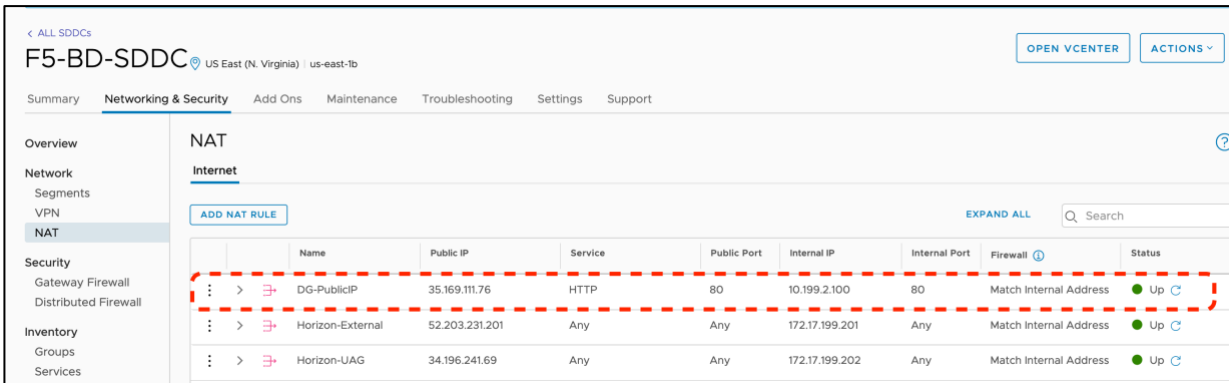 < ALL SDDCs
F5-BD-SDDC US East (N. Virginia) | us-east-1b
OPEN VCENTER ACTIONS
Summary Networking & Security Add Ons Maintenance Troubleshooting Settings Support
Overview
Network
Segments
VPN
NAT
Security
Gateway Firewall
Distributed Firewall
Inventory
Groups
Services
NAT
Internet
ADD NAT RULE EXPAND ALL Search
Name Public IP Service Public Port Internal IP Internal Port Firewall Status
DG-PublicIP 35.169.111.76 HTTP 80 10.199.2.100 80 Match Internal Address Up
Horizon-External 52.203.231.201 Any Any 172.17.199.201 Any Match Internal Address Up
Horizon-UAG 34.196.241.69 Any Any 172.17.199.202 Any Match Internal Address Up